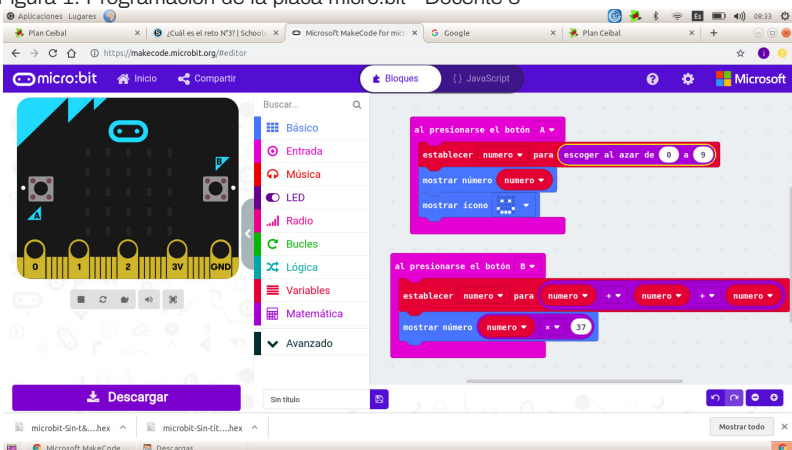 Figura 1. Programación de la placa micro:bit - Docente 3
Aplicaciones Lugares Es 08:33
Plan Ceibal × ¿Cuál es el reto N°3? | Schoolo × Microsoft MakeCode for micr × Google × Plan Ceibal × +
https://makecode.microbit.org/#editor
micro:bit Inicio Compartir Bloques {} JavaScript ? Microsoft
Buscar...
Básico
Entrada
Música
LED
Radio
Bucles
Lógica
Variables
Matemática
Avanzado
A
B
0 1 2 3V GND
al presionarse el botón A
establecer numero para escoger al azar de 0 a 9
mostrar número numero
mostrar ícono
al presionarse el botón B
establecer numero para numero + numero + numero
mostrar número numero × 37
Descargar
Sin título
microbit-Sin-t&....hex microbit-Sin-tit....hex Mostrar todo ×
Microsoft MakeCode Descargas